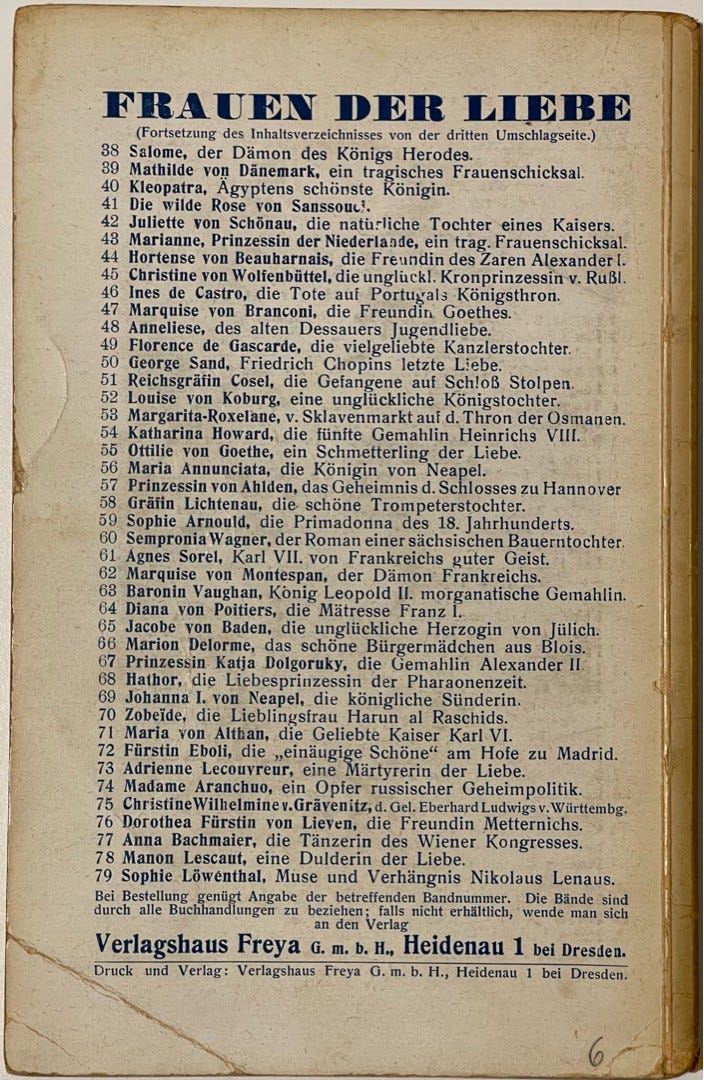 FRAUEN DER LIEBE
(Fortsetzung des Inhaltsverzeichnisses von der dritten Umschlagseite.)
38 Salome, der Dämon des Königs Herodes.
39 Mathilde von Dänemark, ein tragisches Frauenschicksal.
40 Kleopatra, Ägyptens schönste Königin.
41 Die wilde Rose von Sanssouci.
42 Juliette von Schönau, die natürliche Tochter eines Kaisers.
43 Marianne, Prinzessin der Niederlande, ein trag. Frauenschicksal.
44 Hortense von Beauharnais, die Freundin des Zaren Alexander I.
45 Christine von Wolfenbüttel, die unglückl. Kronprinzessin v. Rußl.
46 Ines de Castro, die Tote auf Portugals Königsthron.
47 Marquise von Branconi, die Freundin Goethes.
48 Anneliese, des alten Dessauers Jugendliebe.
49 Florence de Gascarde, die vielgeliebte Kanzlerstochter.
50 George Sand, Friedrich Chopins letzte Liebe.
51 Reichsgräfin Cosel, die Gefangene auf Schloß Stolpen.
52 Louise von Koburg, eine unglückliche Königstochter.
53 Margarita-Roxelane, v. Sklavenmarkt auf d. Thron der Osmanen.
54 Katharina Howard, die fünfte Gemahlin Heinrichs VIII.
55 Ottilie von Goethe, ein Schmetterling der Liebe.
56 Maria Annunciata, die Königin von Neapel.
57 Prinzessin von Ahlden, das Geheimnis d. Schlosses zu Hannover
58 Gräfin Lichtenau, die schöne Trompeterstochter.
59 Sophie Arnould, die Primadonna des 18. Jahrhunderts.
60 Sempronia Wagner, der Roman einer sächsischen Bauerntochter.
61 Agnes Sorel, Karl VII. von Frankreichs guter Geist.
62 Marquise von Montespan, der Dämon Frankreichs.
63 Baronin Vaughan, König Leopold II. morganatische Gemahlin.
64 Diana von Poitiers, die Mätresse Franz I.
65 Jacobe von Baden, die unglückliche Herzogin von Jülich.
66 Marion Delorme, das schöne Bürgermädchen aus Blois.
67 Prinzessin Katja Dolgoruky, die Gemahlin Alexander II.
68 Hathor, die Liebesprinzessin der Pharaonenzeit.
69 Johanna I. von Neapel, die königliche Sünderin.
70 Zobeïde, die Lieblingsfrau Harun al Raschids.
71 Maria von Althan, die Geliebte Kaiser Karl VI.
72 Fürstin Eboli, die „einäugige Schöne“ am Hofe zu Madrid.
73 Adrienne Lecouvreur, eine Märtyrerin der Liebe.
74 Madame Aranchuo, ein Opfer russischer Geheimpolitik.
75 Christine Wilhelmine v. Grävenitz, d. Gel. Eberhard Ludwigs v. Württembg.
76 Dorothea Fürstin von Lieven, die Freundin Metternichs.
77 Anna Bachmaier, die Tänzerin des Wiener Kongresses.
78 Manon Lescaut, eine Dulderin der Liebe.
79 Sophie Löwenthal, Muse und Verhängnis Nikolaus Lenaus.
Bei Bestellung genügt Angabe der betreffenden Bandnummer. Die Bände sind
durch alle Buchhandlungen zu beziehen; falls nicht erhältlich, wende man sich
an den Verlag
Verlagshaus Freya G. m. b. H., Heidenau 1 bei Dresden.
Druck und Verlag: Verlagshaus Freya G. m. b. H., Heidenau 1 bei Dresden.
6